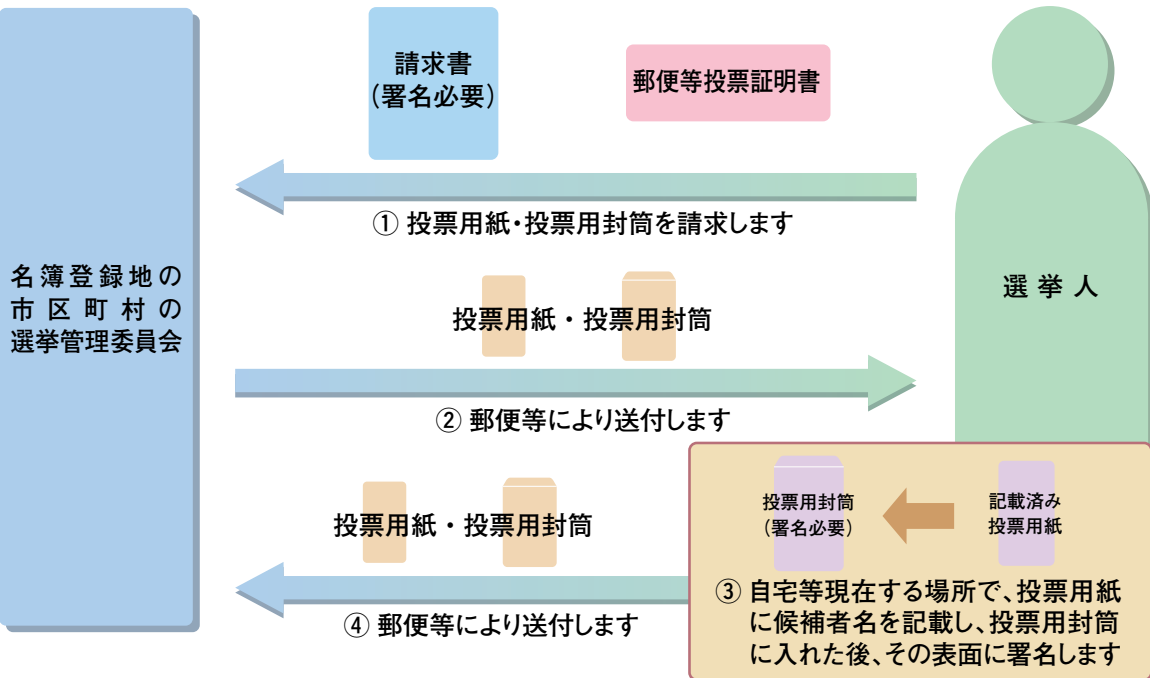 請求書
(署名必要)
郵便等投票証明書
① 投票用紙・投票用封筒を請求します
名簿登録地の
市区町村の
選挙管理委員会
選挙人
投票用紙・投票用封筒
② 郵便等により送付します
投票用紙・投票用封筒
④ 郵便等により送付します
投票用封筒
(署名必要)
記載済み
投票用紙
③ 自宅等現在する場所で、投票用紙
に候補者名を記載し、投票用封筒
に入れた後、その表面に署名します